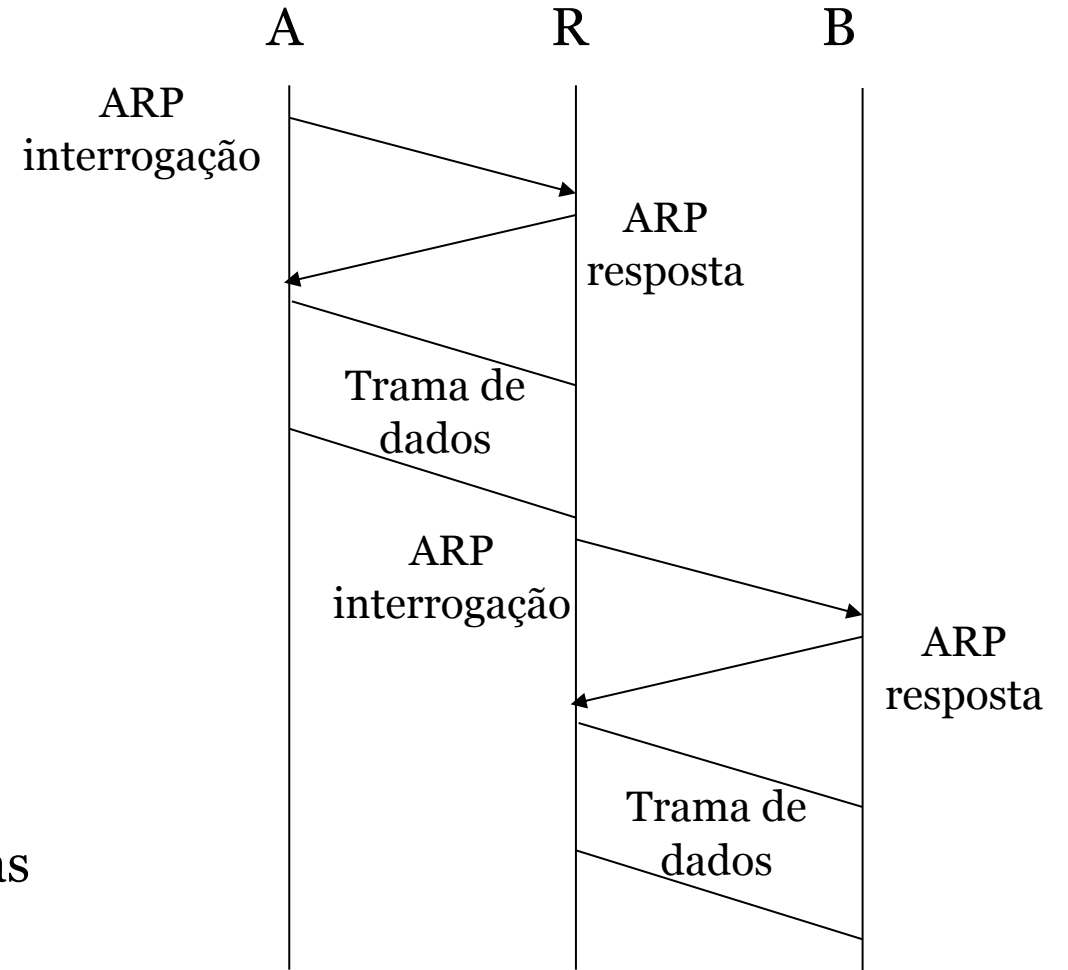 A R B
ARP
interrogação
ARP
resposta
Trama de
dados
ARP
interrogação
ARP
resposta
Trama de
dados